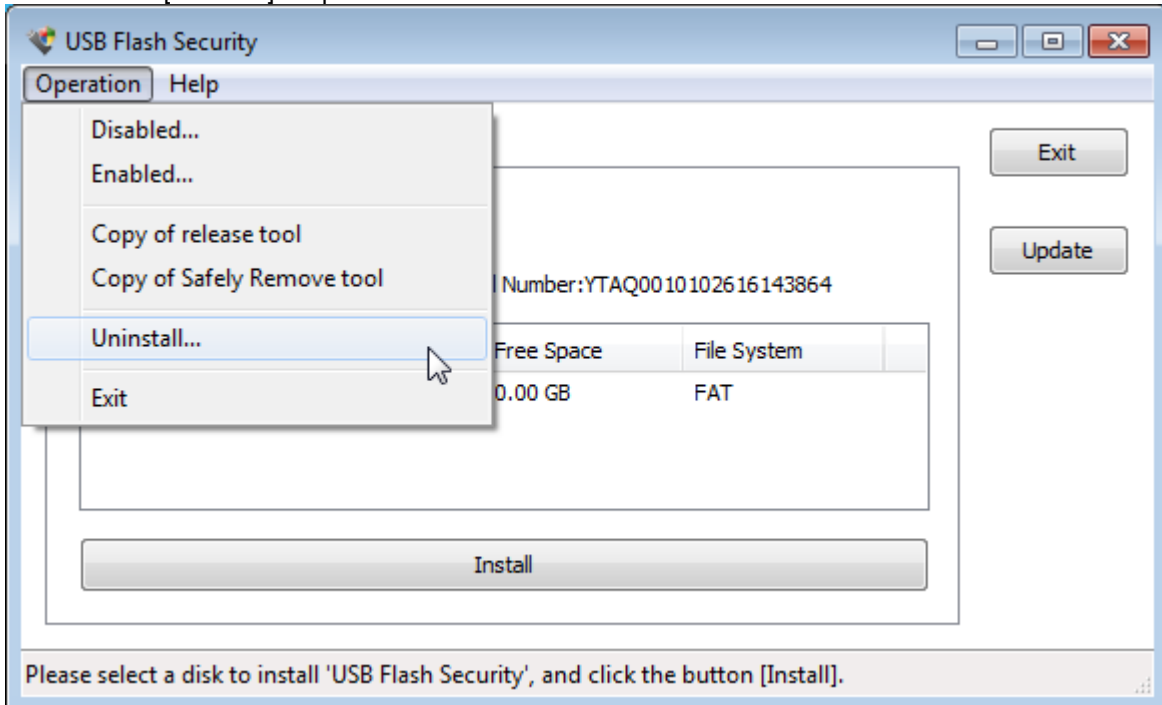 USB Flash Security
Operation Help
Disabled...
Enabled...
Copy of release tool
Copy of Safely Remove tool
Uninstall...
Exit
Exit
Update
Number:YTAQ0010102616143864
Free Space File System
0.00 GB FAT
Install
Please select a disk to install 'USB Flash Security', and click the button [Install].